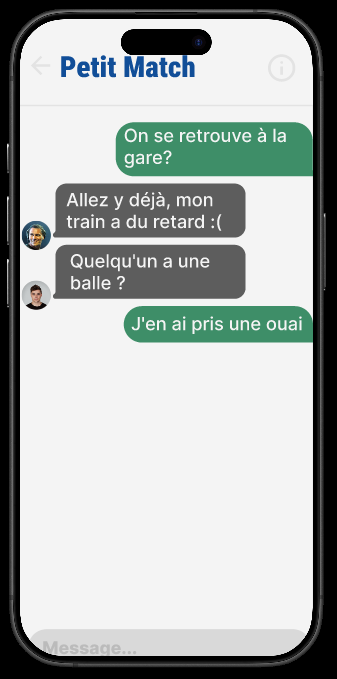 Petit Match
On se retrouve à la
gare?
Allez y déjà, mon
train a du retard :(
Quelqu'un a une
balle ?
J'en ai pris une ouai
Message...